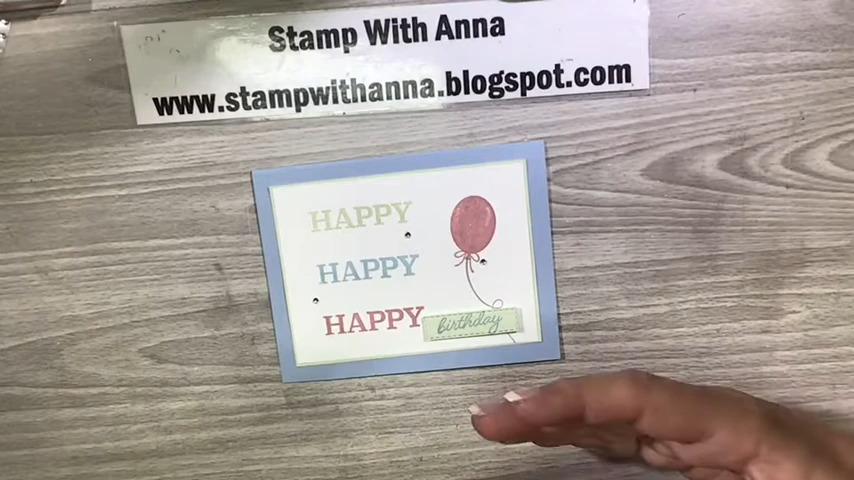 Stamp With Anna
www.stampwithanna.blogspot.com
HAPPY
HAPPY
HAPPY
birthday